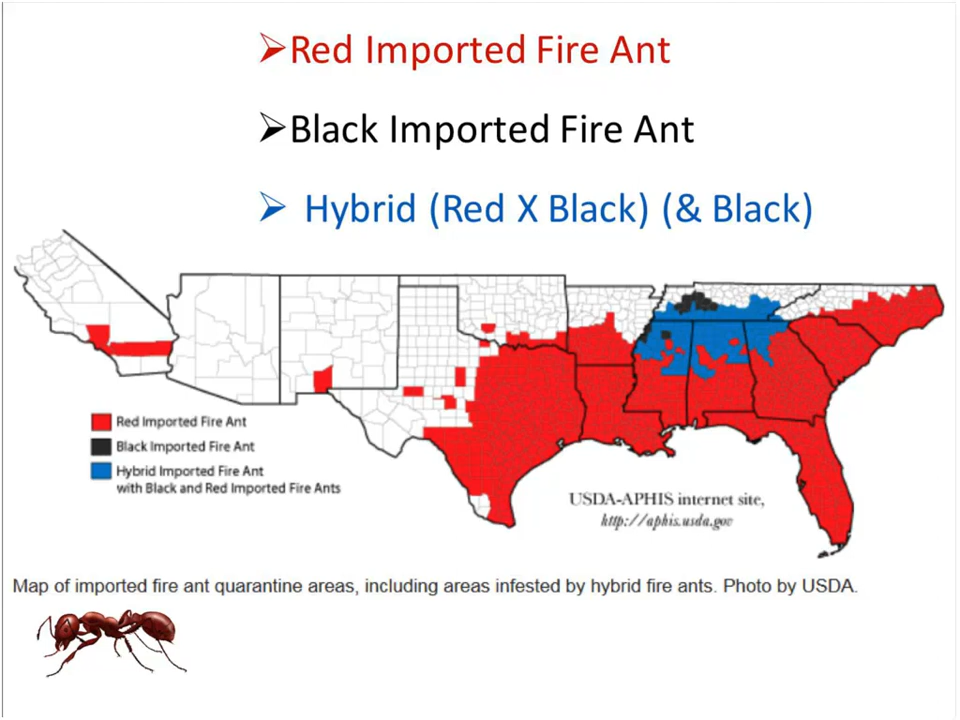 ➢Red Imported Fire Ant
➢Black Imported Fire Ant
➢ Hybrid (Red X Black) (& Black)
Red Imported Fire Ant
Black Imported Fire Ant
Hybrid Imported Fire Ant
with Black and Red Imported Fire Ants
USDA-APHIS internet site,
http://aphis.usda.gov
Map of imported fire ant quarantine areas, including areas infested by hybrid fire ants. Photo by USDA.